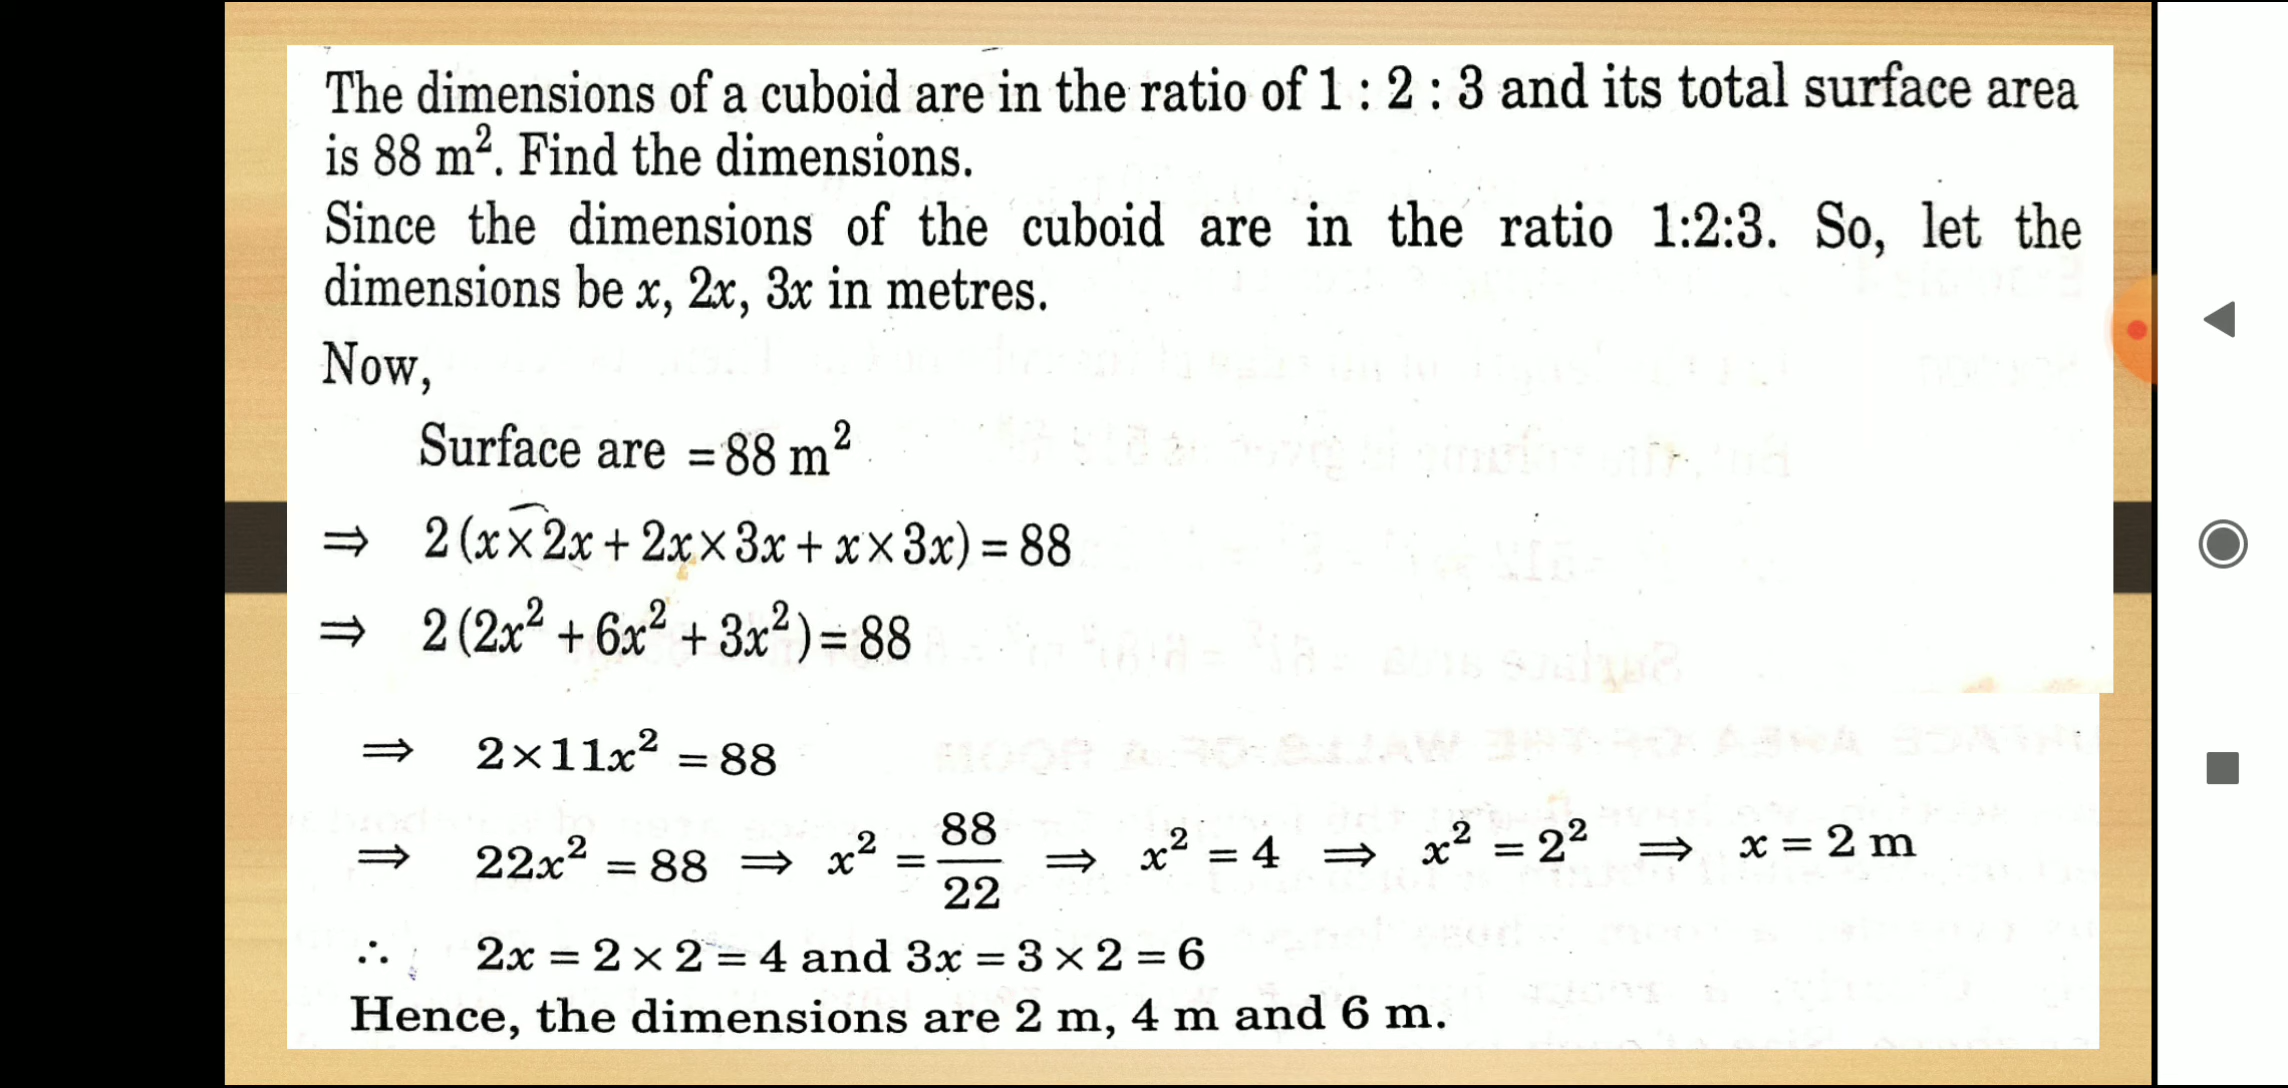 The dimensions of a cuboid are in the ratio of 1 : 2 : 3 and its total surface area
is 88 m². Find the dimensions.
Since the dimensions of the cuboid are in the ratio 1:2:3. So, let the
dimensions be x, 2x, 3x in metres.
Now,
Surface are = 88 m²
⇒ 2 (x × 2x + 2x × 3x + x × 3x) = 88
⇒ 2 (2x² + 6x² + 3x²) = 88
⇒ 2×11x² = 88
⇒ 22x² = 88 ⇒ x² = 88/22 ⇒ x² = 4 ⇒ x² = 2² ⇒ x = 2 m
∴ 2x = 2 × 2 = 4 and 3x = 3 × 2 = 6
Hence, the dimensions are 2 m, 4 m and 6 m.